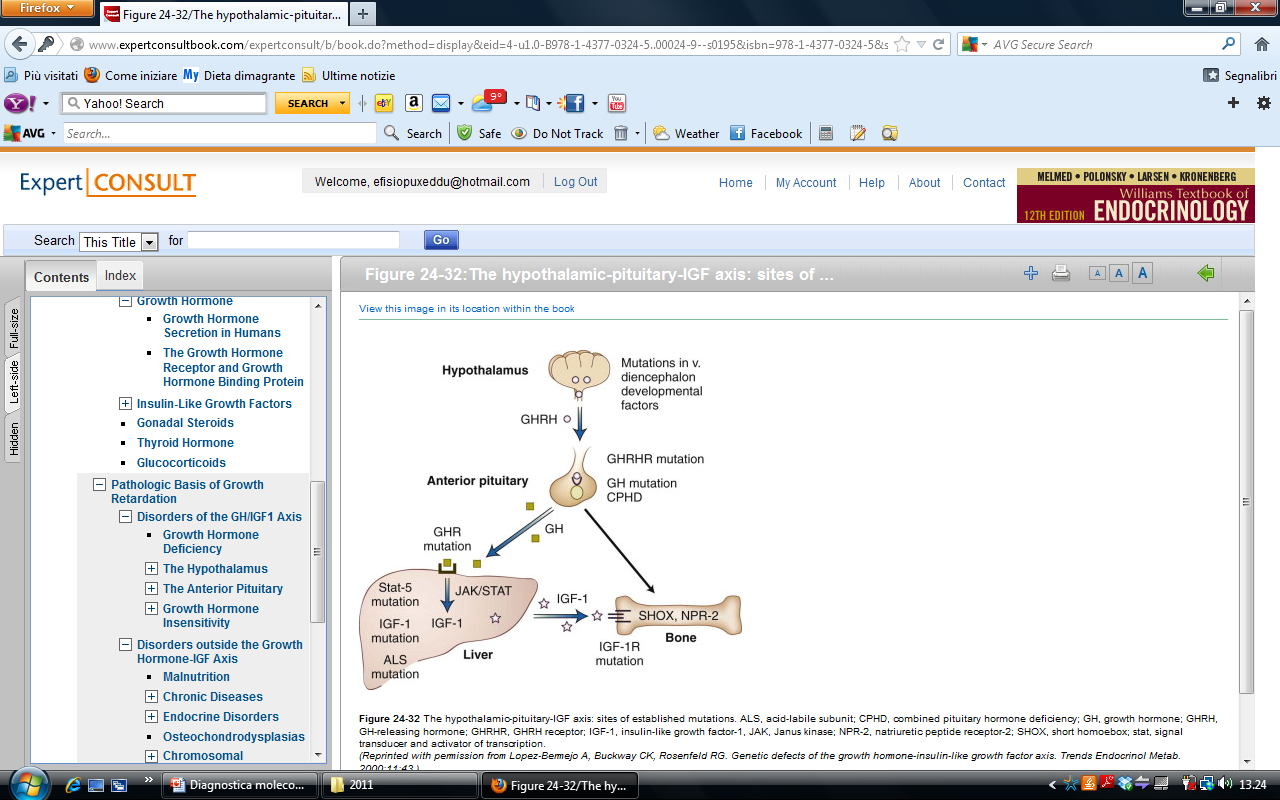 Firefox
Figure 24-32/The hypothalamic-pituitar...
www.expertconsultbook.com/expertconsult/b/book.do?method=display&eid=4-u1.0-B978-1-4377-0324-5..00024-9--s0195&isbn=978-1-4377-0324-5&s
AVG Secure Search
Più visitati Come iniziare My Dieta dimagrante Ultime notizie Segnalibri
Y! Yahoo! Search SEARCH ebY a 9° f You Tube
AVG Search... Search Safe Do Not Track Weather Facebook
Expert CONSULT
Welcome, efisiopuxeddu@hotmail.com Log Out
Home My Account Help About Contact
MELMED • POLONSKY • LARSEN • KRONENBERG
Williams Textbook of
12TH EDITION ENDOCRINOLOGY
Search This Title for Go
Contents Index
Full-size
Left-side
Hidden
Growth Hormone
Growth Hormone
Secretion in Humans
The Growth Hormone
Receptor and Growth
Hormone Binding Protein
Insulin-Like Growth Factors
Gonadal Steroids
Thyroid Hormone
Glucocorticoids
Pathologic Basis of Growth
Retardation
Disorders of the GH/IGF1 Axis
Growth Hormone
Deficiency
The Hypothalamus
The Anterior Pituitary
Growth Hormone
Insensitivity
Disorders outside the Growth
Hormone-IGF Axis
Malnutrition
Chronic Diseases
Endocrine Disorders
Osteochondrodysplasias
Chromosomal
Figure 24-32:The hypothalamic-pituitary-IGF axis: sites of ...
A A A
View this image in its location within the book
Hypothalamus
Mutations in v.
diencephalon
developmental
factors
GHRH
Anterior pituitary
GHRHR mutation
GH mutation
CPHD
GH
GHR
mutation
Stat-5
mutation
JAK/STAT
IGF-1
mutation
IGF-1
ALS
mutation
Liver
IGF-1
SHOX, NPR-2
Bone
IGF-1R
mutation
Figure 24-32 The hypothalamic-pituitary-IGF axis: sites of established mutations. ALS, acid-labile subunit; CPHD, combined pituitary hormone deficiency; GH, growth hormone; GHRH,
GH-releasing hormone; GHRHR, GHRH receptor; IGF-1, insulin-like growth factor-1, JAK, Janus kinase; NPR-2, natriuretic peptide receptor-2; SHOX, short homoebox; stat, signal
transducer and activator of transcription.
(Reprinted with permission from Lopez-Bermejo A, Buckway CK, Rosenfeld RG. Genetic defects of the growth hormone-insulin-like growth factor axis. Trends Endocrinol Metab.
2000;11:43.)
Diagnostica moleco... 2011 Figure 24-32/The hy... 13.24